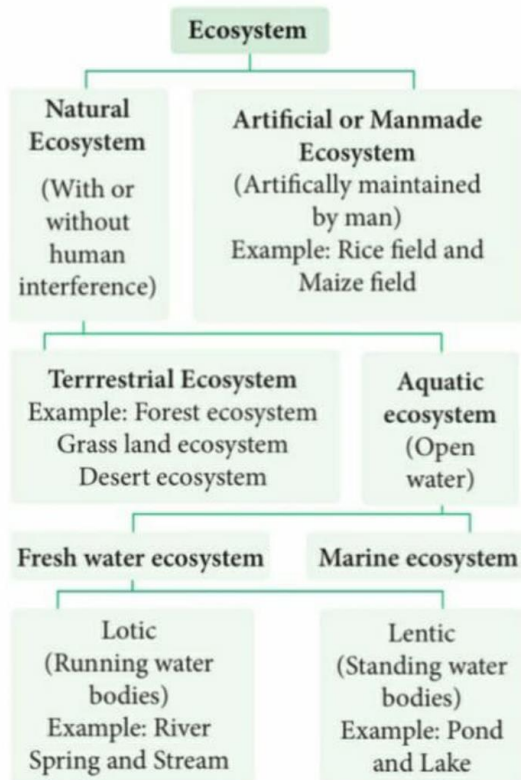 Ecosystem
Natural
Ecosystem
(With or
without
human
interference)
Artificial or Manmade
Ecosystem
(Artifically maintained
by man)
Example: Rice field and
Maize field
Terrrestrial Ecosystem
Example: Forest ecosystem
Grass land ecosystem
Desert ecosystem
Aquatic
ecosystem
(Open
water)
Fresh water ecosystem
Marine ecosystem
Lotic
(Running water
bodies)
Example: River
Spring and Stream
Lentic
(Standing water
bodies)
Example: Pond
and Lake